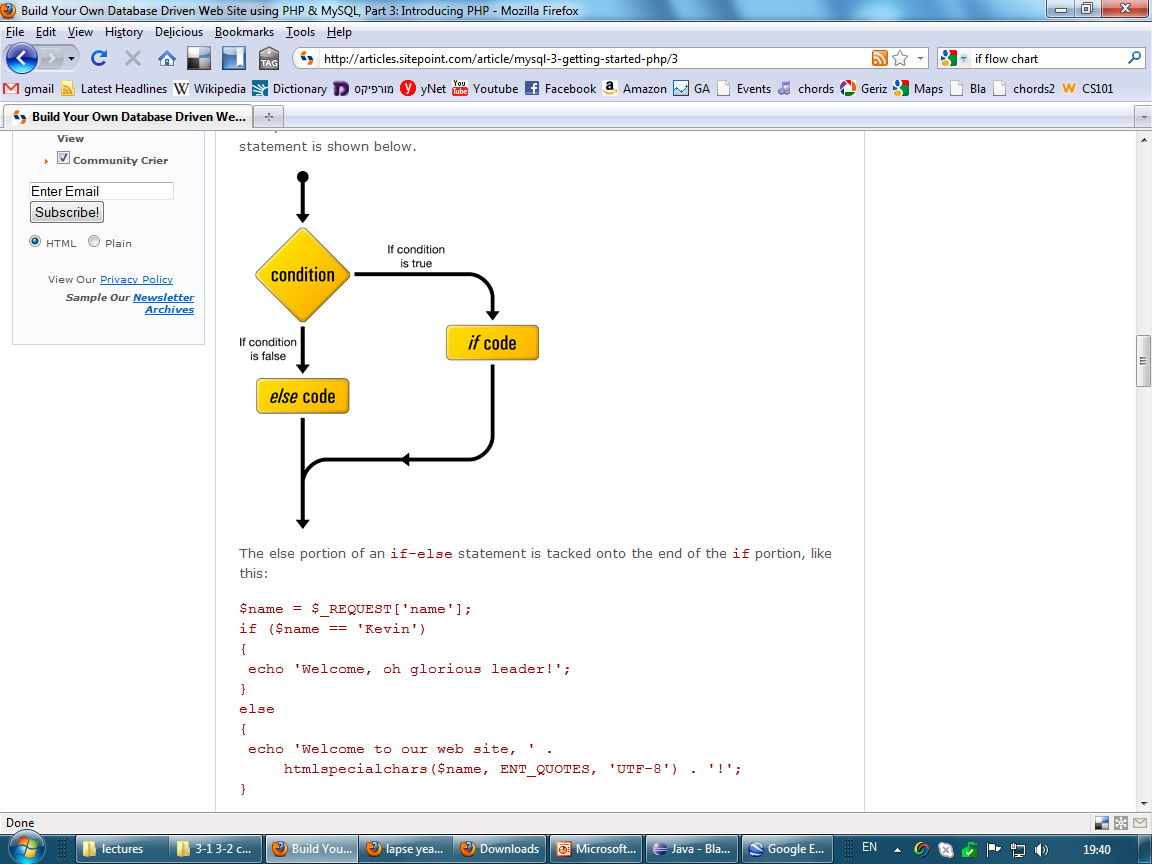 Build Your Own Database Driven Web Site using PHP & MySQL, Part 3: Introducing PHP - Mozilla Firefox
File Edit View History Delicious Bookmarks Tools Help
TAG http://articles.sitepoint.com/article/mysql-3-getting-started-php/3 if flow chart
gmail Latest Headlines Wikipedia Dictionary מורפיקס yNet Youtube Facebook Amazon GA Events chords Geriz Maps Bla chords2 CS101
Build Your Own Database Driven We...
View
Community Crier
Enter Email
Subscribe!
HTML Plain
View Our Privacy Policy
Sample Our Newsletter
Archives
statement is shown below.
If condition
is true
condition
If condition
is false
if code
else code
The else portion of an if-else statement is tacked onto the end of the if portion, like
this:
$name = $_REQUEST['name'];
if ($name == 'Kevin')
{
echo 'Welcome, oh glorious leader!';
}
else
{
echo 'Welcome to our web site, ' .
htmlspecialchars($name, ENT_QUOTES, 'UTF-8') . '!';
}
Done
lectures 3-1 3-2 c... Build You... lapse yea... Downloads Microsoft... Java - Bla... Google E... EN 19:40